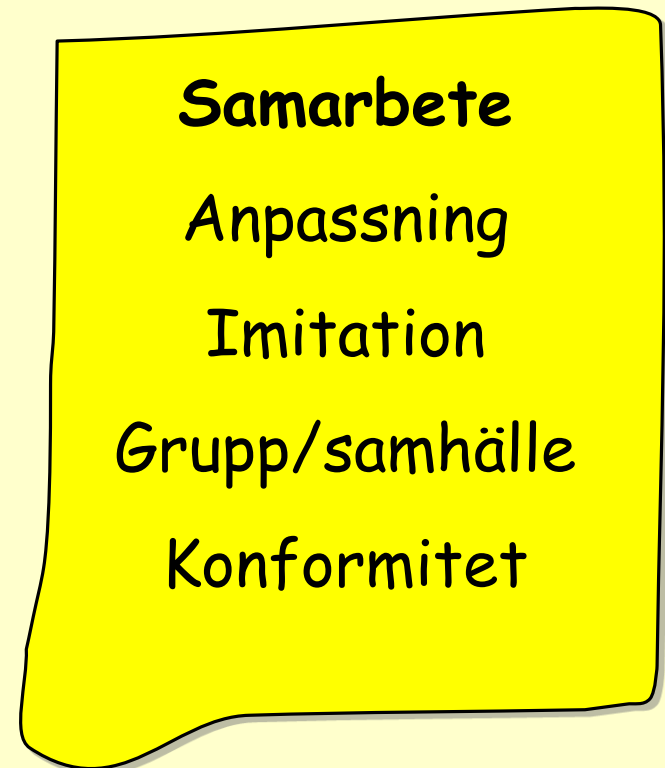 Samarbete
Anpassning
Imitation
Grupp/samhälle
Konformitet